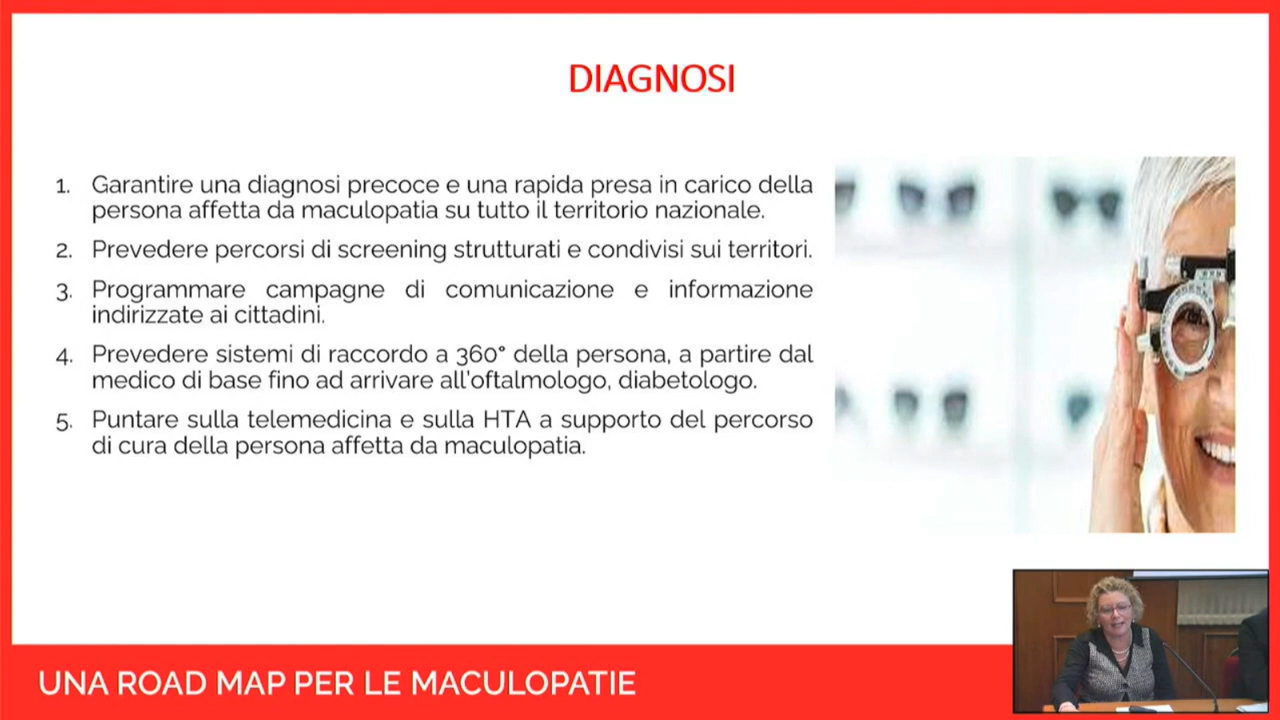 DIAGNOSI
1. Garantire una diagnosi precoce e una rapida presa in carico della
persona affetta da maculopatia su tutto il territorio nazionale.
2. Prevedere percorsi di screening strutturati e condivisi sui territori.
3. Programmare campagne di comunicazione e informazione
indirizzate ai cittadini.
4. Prevedere sistemi di raccordo a 360° della persona, a partire dal
medico di base fino ad arrivare all'oftalmologo, diabetologo.
5. Puntare sulla telemedicina e sulla HTA a supporto del percorso
di cura della persona affetta da maculopatia.
UNA ROAD MAP PER LE MACULOPATIE